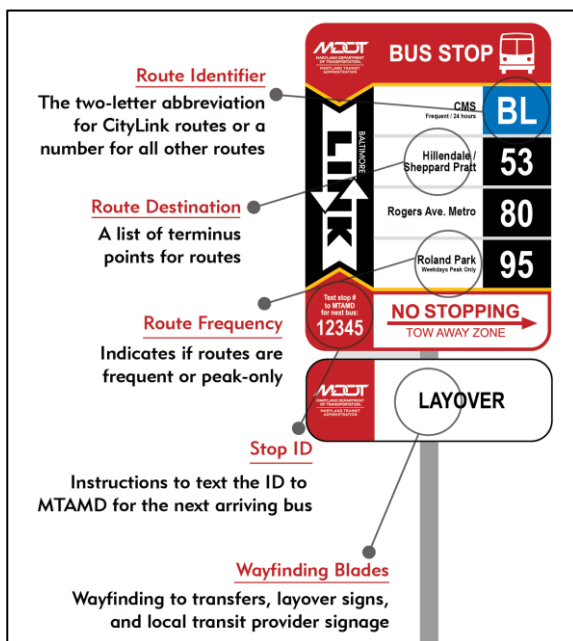 Route Identifier
The two-letter abbreviation
for CityLink routes or a
number for all other routes
Route Destination
A list of terminus
points for routes
Route Frequency
Indicates if routes are
frequent or peak-only
Stop ID
Instructions to text the ID to
MTAMD for the next arriving bus
Wayfinding Blades
Wayfinding to transfers, layover signs,
and local transit provider signage
MDOT
MARYLAND DEPARTMENT
OF TRANSPORTATION
MARYLAND TRANSIT
ADMINISTRATION
BUS STOP
BALTIMORE
LINK
CMS
Frequent / 24 hours
BL
Hillendale /
Sheppard Pratt
53
Rogers Ave. Metro
80
Roland Park
Weekdays Peak Only
95
Text stop #
to MTAMD
for next bus:
12345
NO STOPPING
TOW AWAY ZONE
MDOT
MARYLAND DEPARTMENT
OF TRANSPORTATION
MARYLAND TRANSIT
ADMINISTRATION
LAYOVER